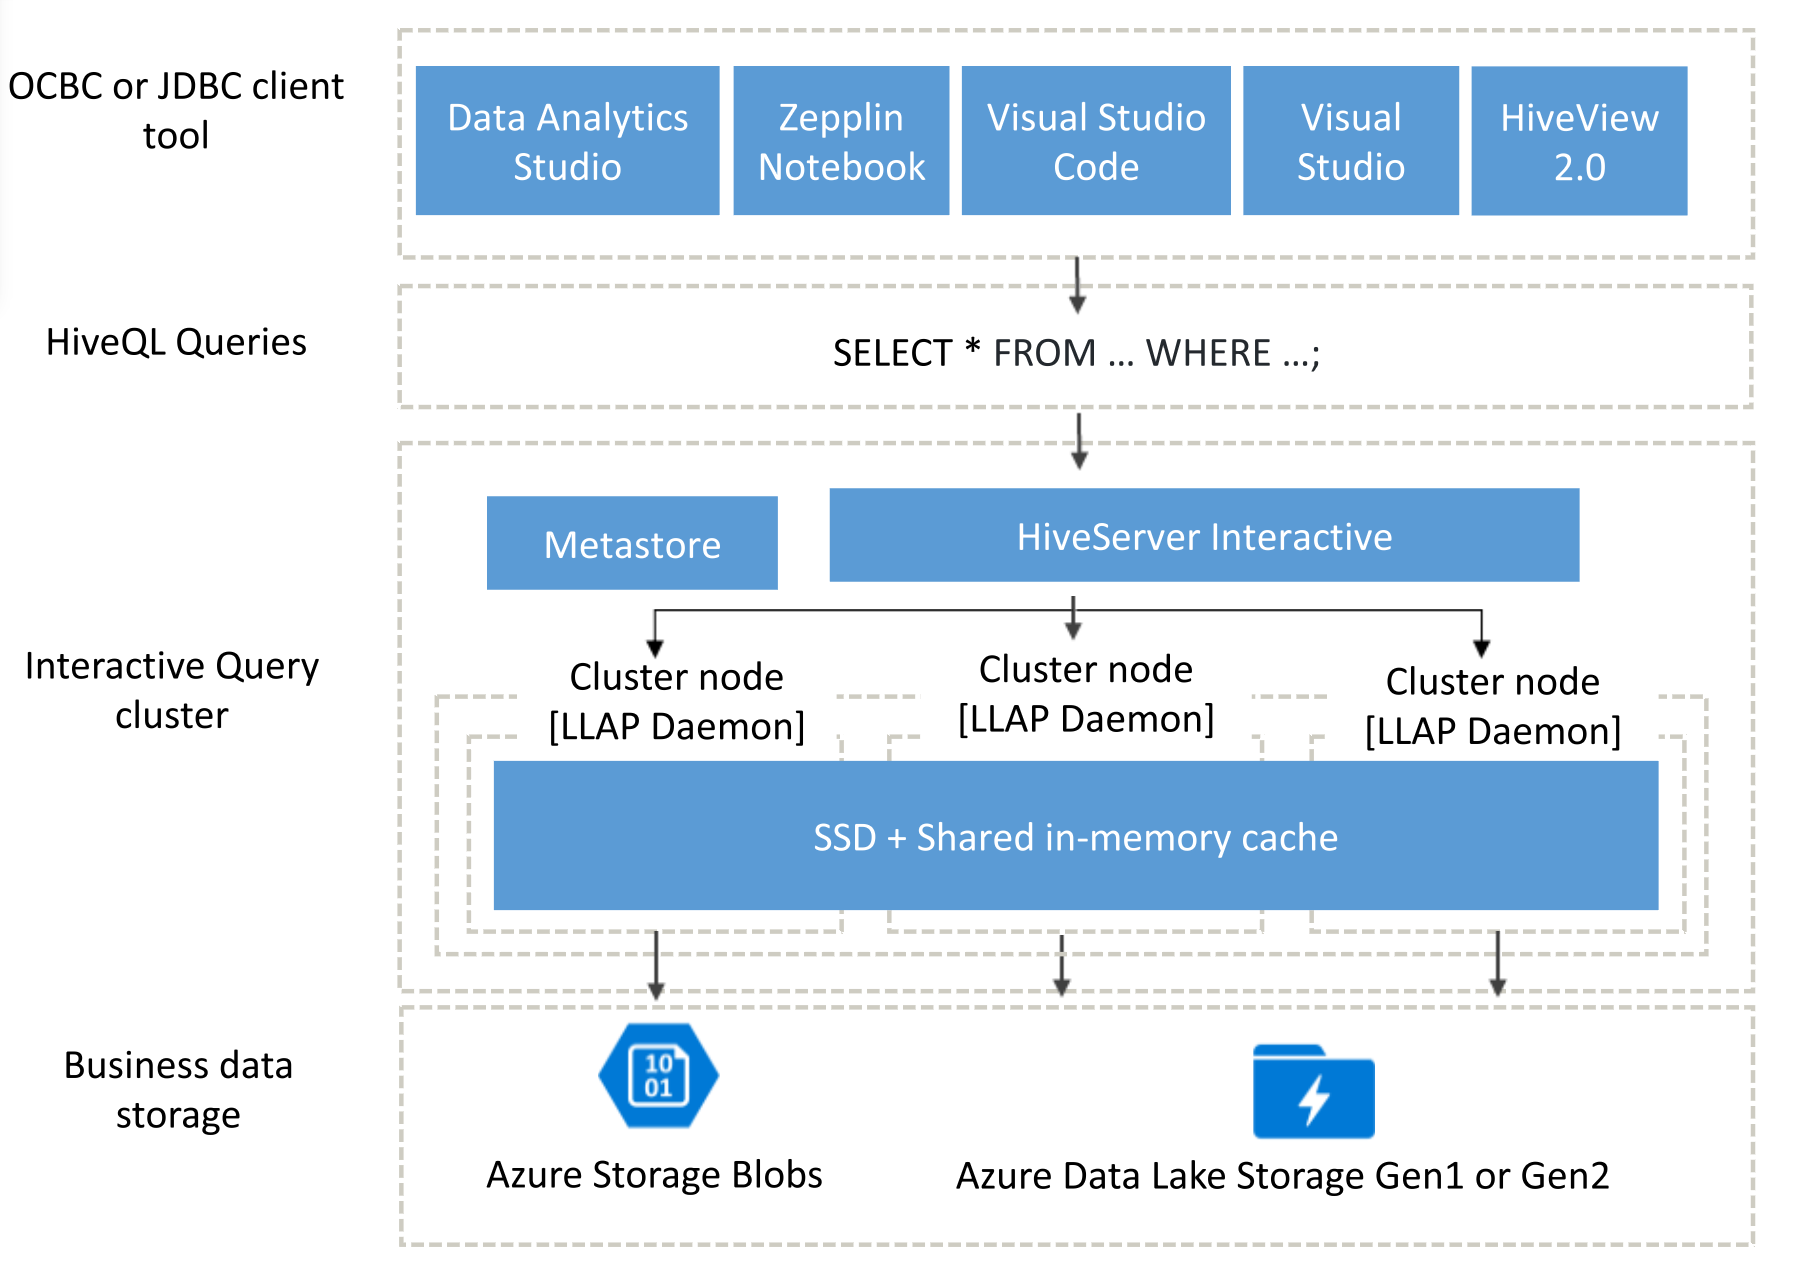 OCBC or JDBC client
tool
Data Analytics
Studio
Zepplin
Notebook
Visual Studio
Code
Visual
Studio
HiveView
2.0
HiveQL Queries
SELECT * FROM ... WHERE ...;
Interactive Query
cluster
Metastore
HiveServer Interactive
Cluster node
[LLAP Daemon]
Cluster node
[LLAP Daemon]
Cluster node
[LLAP Daemon]
SSD + Shared in-memory cache
Business data
storage
10
01
Azure Storage Blobs
Azure Data Lake Storage Gen1 or Gen2